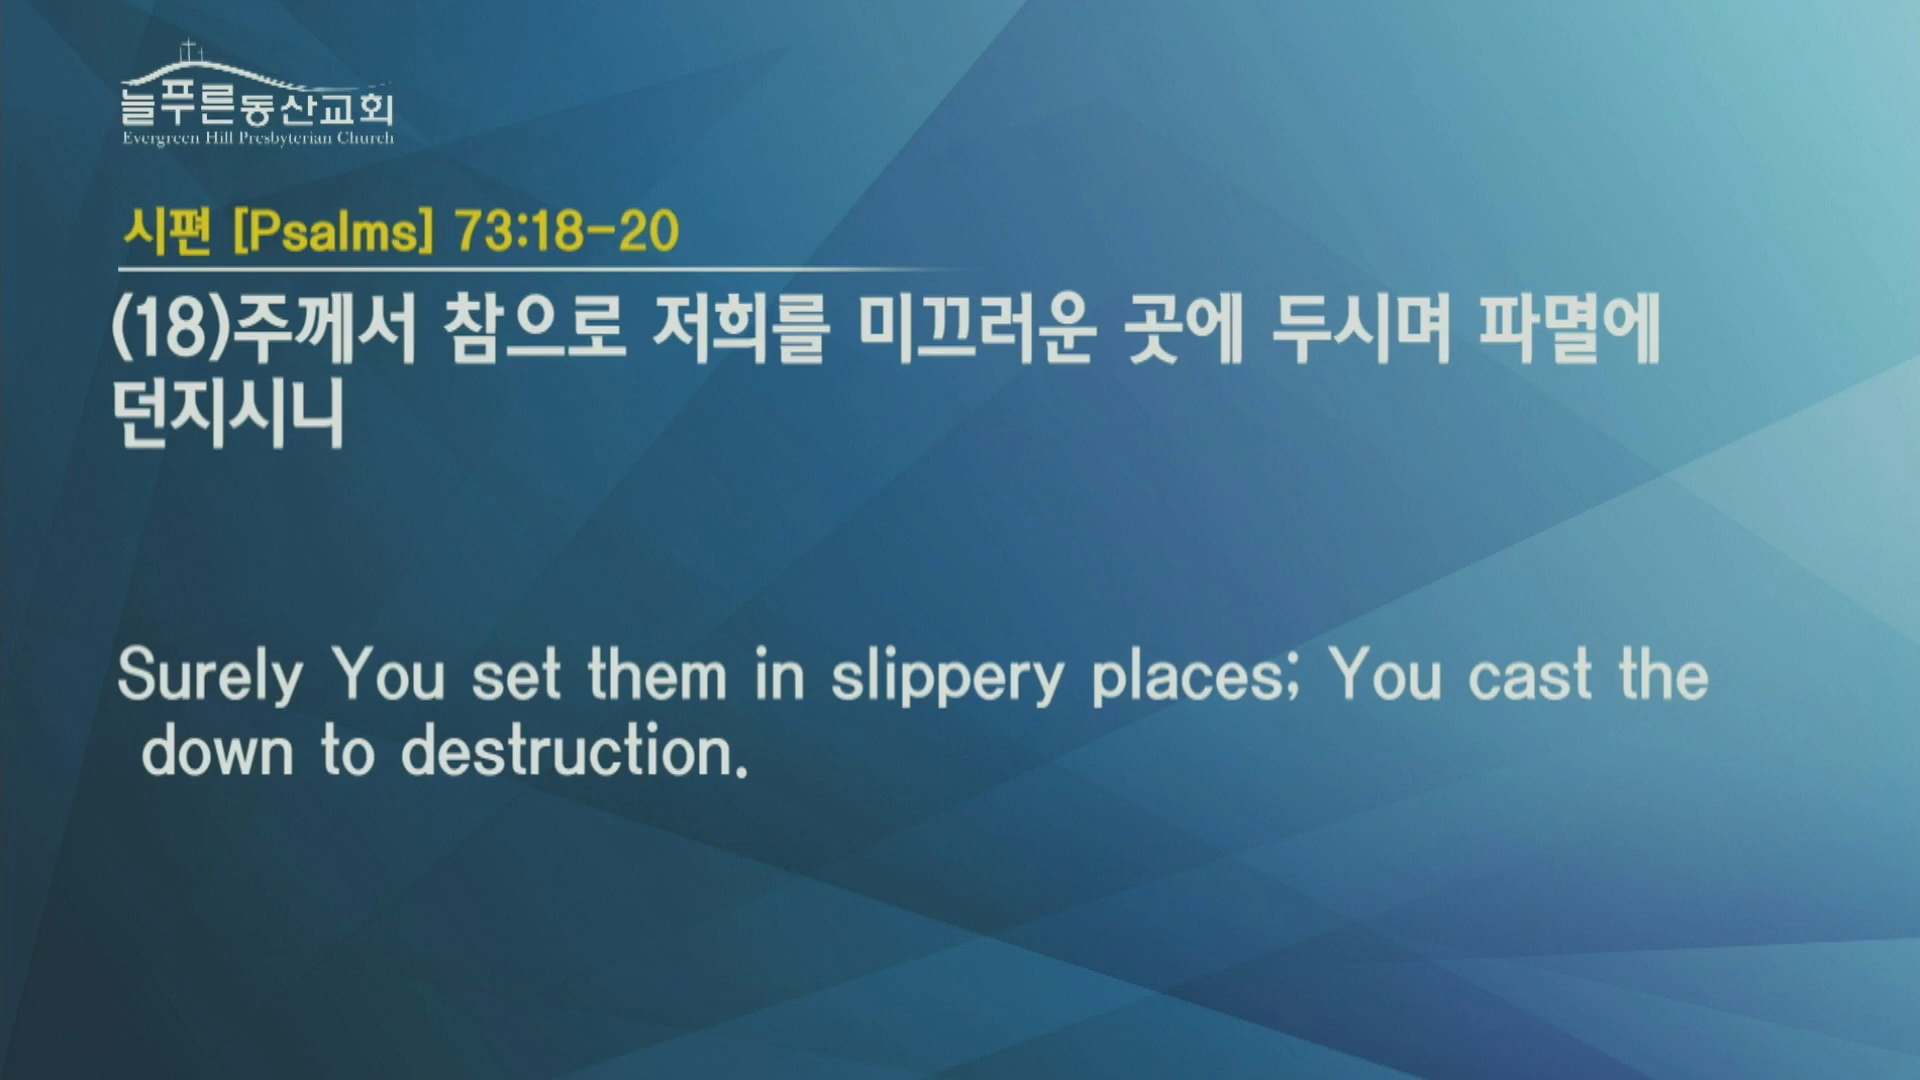 늘푸른동산교회
Evergreen Hill Presbyterian Church
시편 [Psalms] 73:18-20
(18)주께서 참으로 저희를 미끄러운 곳에 두시며 파멸에
던지시니
Surely You set them in slippery places; You cast the
down to destruction.